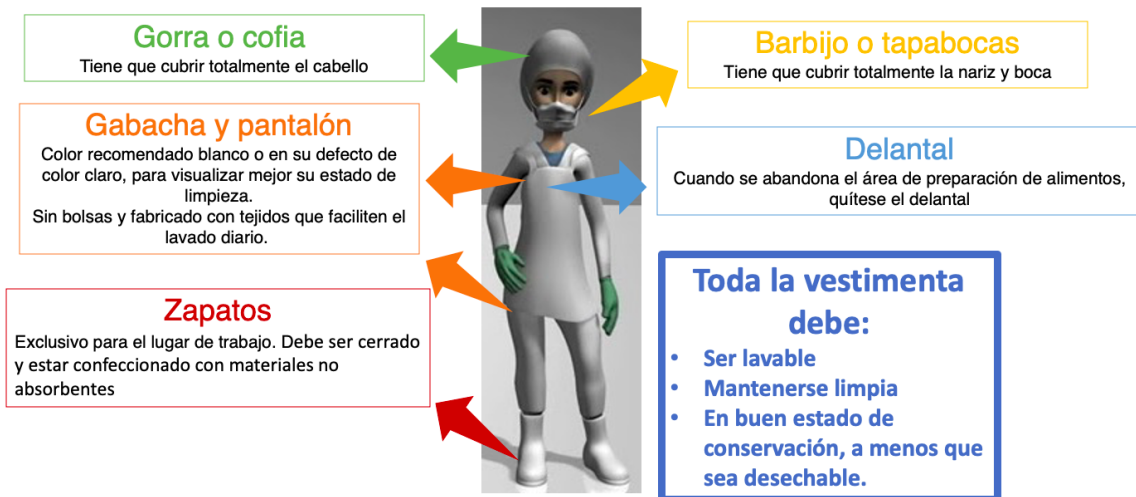 Gorra o cofia
Tiene que cubrir totalmente el cabello
Barbijo o tapabocas
Tiene que cubrir totalmente la nariz y boca
Gabacha y pantalón
Color recomendado blanco o en su defecto de
color claro, para visualizar mejor su estado de
limpieza.
Sin bolsas y fabricado con tejidos que faciliten el
lavado diario.
Delantal
Cuando se abandona el área de preparación de alimentos,
quítese el delantal
Zapatos
Exclusivo para el lugar de trabajo. Debe ser cerrado
y estar confeccionado con materiales no
absorbentes
Toda la vestimenta
debe:
• Ser lavable
• Mantenerse limpia
• En buen estado de
conservación, a menos que
sea desechable.